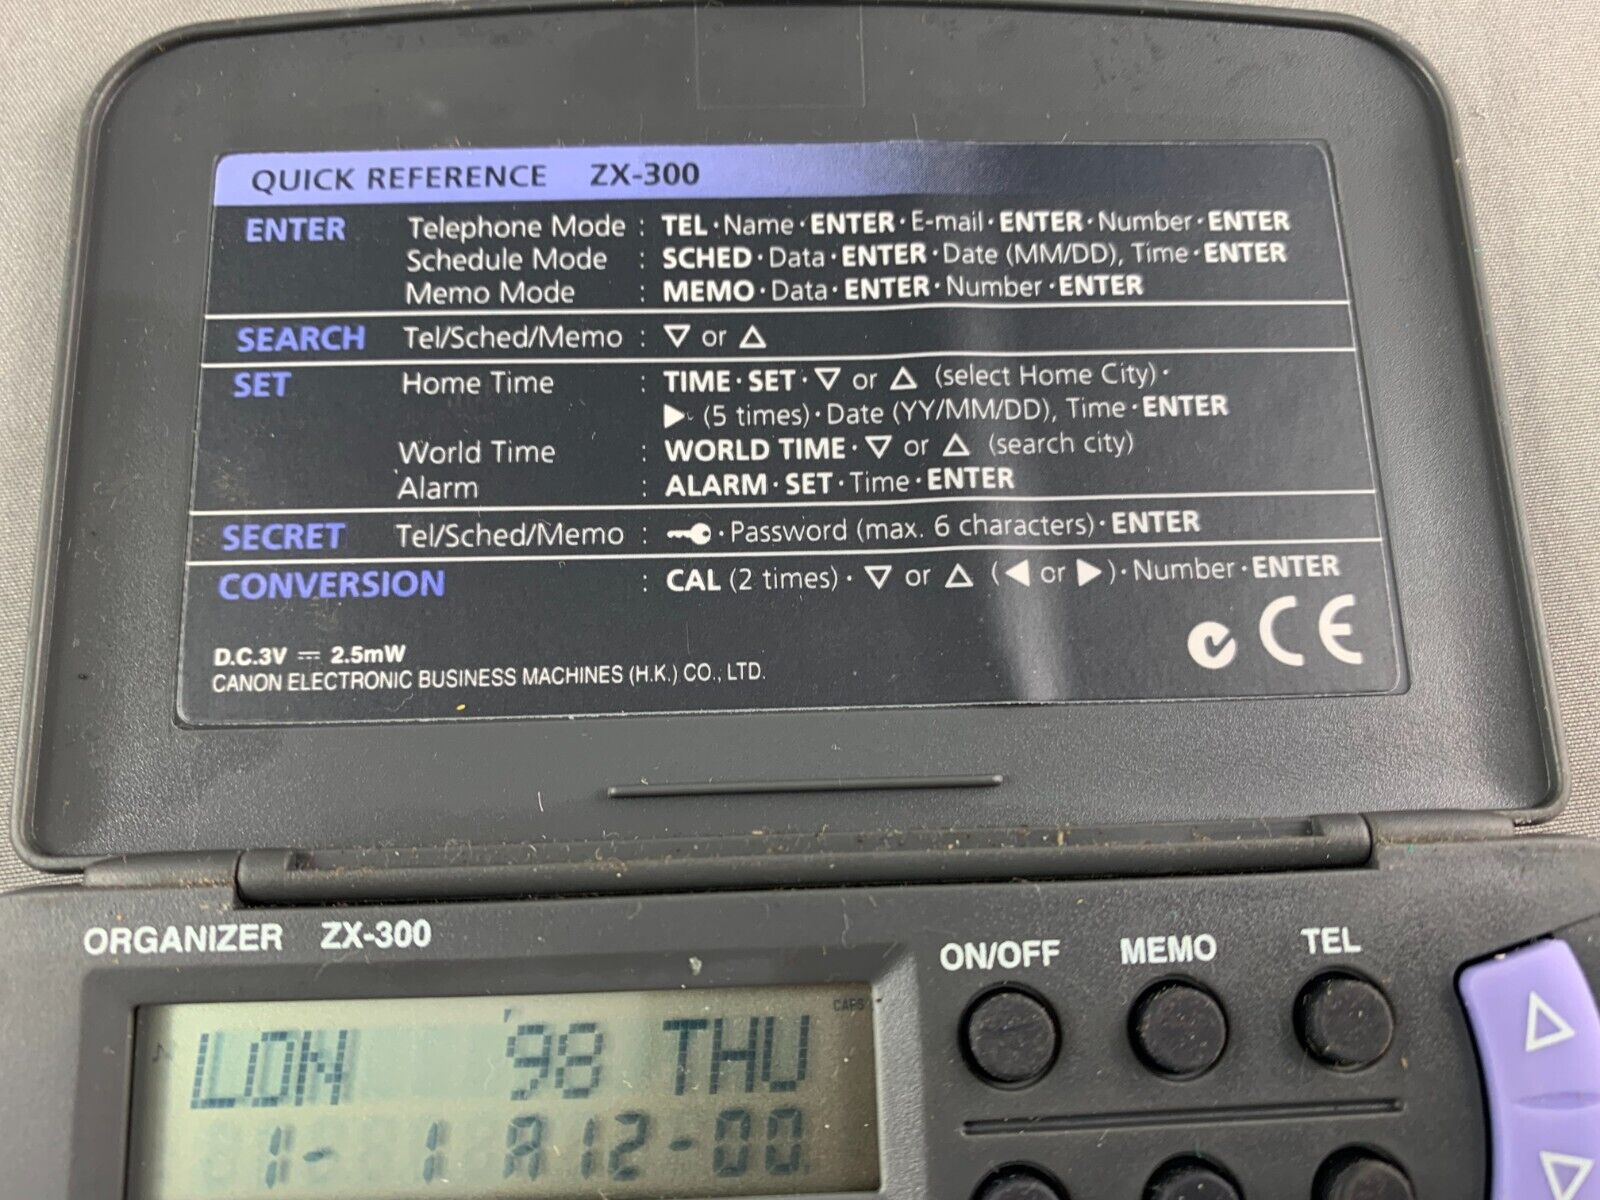 QUICK REFERENCE ZX-300
ENTER Telephone Mode : TEL · Name · ENTER · E-mail · ENTER · Number · ENTER
Schedule Mode : SCHED · Data · ENTER · Date (MM/DD), Time · ENTER
Memo Mode : MEMO · Data · ENTER · Number · ENTER
SEARCH Tel/Sched/Memo : ▽ or △
SET Home Time : TIME · SET · ▽ or △ (select Home City) ·
▶ (5 times) · Date (YY/MM/DD), Time · ENTER
World Time : WORLD TIME · ▽ or △ (search city)
Alarm : ALARM · SET · Time · ENTER
SECRET Tel/Sched/Memo : · Password (max. 6 characters) · ENTER
CONVERSION : CAL (2 times) · ▽ or △ (◀ or ▶) · Number · ENTER
CE
D.C.3V ⎓ 2.5mW
CANON ELECTRONIC BUSINESS MACHINES (H.K.) CO., LTD.
ORGANIZER ZX-300
ON/OFF MEMO TEL
CAPS
LON '98 THU
1- 1 A12-00